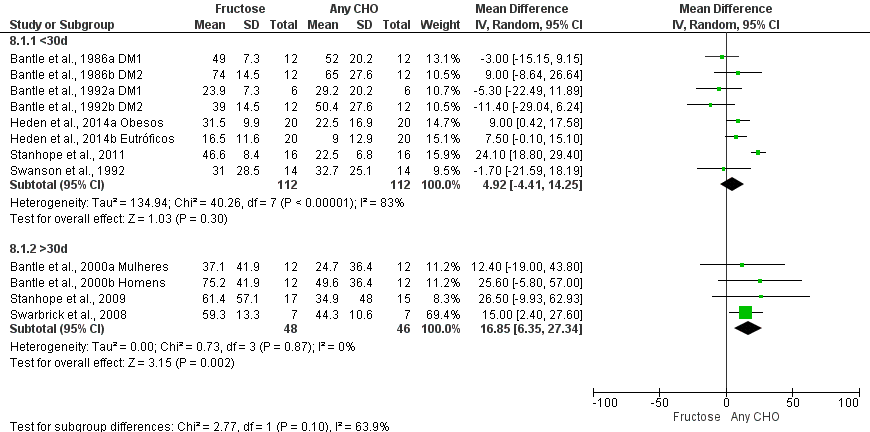 Fructose Any CHO Mean Difference Mean Difference
Study or Subgroup Mean SD Total Mean SD Total Weight IV, Random, 95% CI IV, Random, 95% CI
8.1.1 <30d
Bantle et al., 1986a DM1 49 7.3 12 52 20.2 12 13.1% -3.00 [-15.15, 9.15]
Bantle et al., 1986b DM2 74 14.5 12 65 27.6 12 10.4% 9.00 [-8.64, 26.64]
Bantle et al., 1992a DM1 23.9 7.3 6 29.2 20.2 6 10.6% -5.30 [-22.49, 11.89]
Bantle et al., 1992b DM2 39 14.5 12 50.4 27.6 12 10.4% -11.40 [-29.04, 6.24]
Heden et al., 2014a Obesos 31.5 9.9 20 22.5 16.9 20 14.7% 9.00 [0.42, 17.58]
Heden et al., 2014b Eutróficos 16.5 11.6 20 9 12.9 20 15.1% 7.50 [-0.10, 15.10]
Stanhope et al., 2011 46.6 8.4 16 22.5 6.8 16 15.9% 24.10 [18.80, 29.40]
Swanson et al., 1992 31 28.5 14 32.7 25.1 14 9.7% -1.70 [-21.59, 18.19]
Subtotal (95% CI) 112 112 100.0% 4.92 [-4.41, 14.25]
Heterogeneity: Tau² = 134.94; Chi² = 40.26, df = 7 (P < 0.00001); I² = 83%
Test for overall effect: Z = 1.03 (P = 0.30)
8.1.2 >30d
Bantle et al., 2000a Mulheres 37.1 41.9 12 24.7 36.4 12 11.2% 12.40 [-19.00, 43.80]
Bantle et al., 2000b Homens 75.2 41.9 12 49.6 36.4 12 11.2% 25.60 [-5.80, 57.00]
Stanhope et al., 2009 61.4 57.1 17 34.9 48 15 8.3% 26.50 [-9.93, 62.93]
Swarbrick et al., 2008 59.3 13.3 7 44.3 10.6 7 69.4% 15.00 [2.40, 27.60]
Subtotal (95% CI) 48 46 100.0% 16.85 [6.35, 27.34]
Heterogeneity: Tau² = 0.00; Chi² = 0.73, df = 3 (P = 0.87); I² = 0%
Test for overall effect: Z = 3.15 (P = 0.002)
-100 -50 0 50 100
Fructose Any CHO
Test for subgroup differences: Chi² = 2.77, df = 1 (P = 0.10), I² = 63.9%